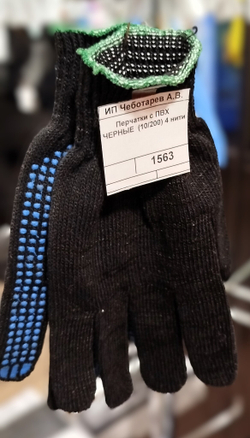 ИП Чеботарев А.В.
Перчатки с ПВХ
ЧЕРНЫЕ (10/200) 4 нити
1563